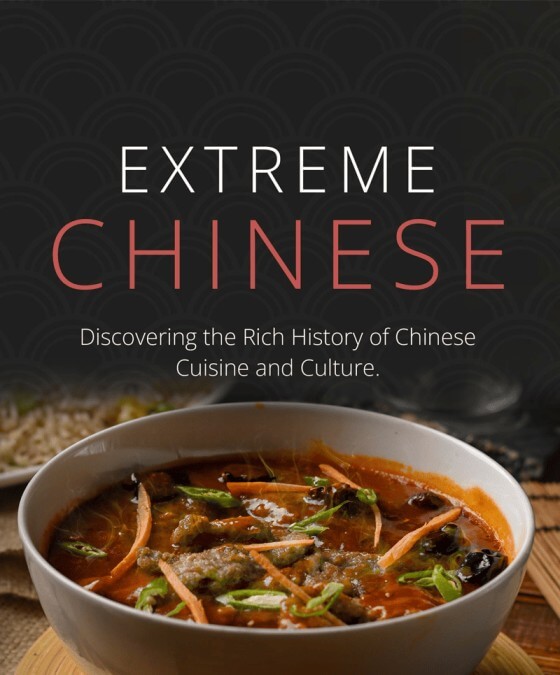 EXTREME
CHINESE
Discovering the Rich History of Chinese
Cuisine and Culture.